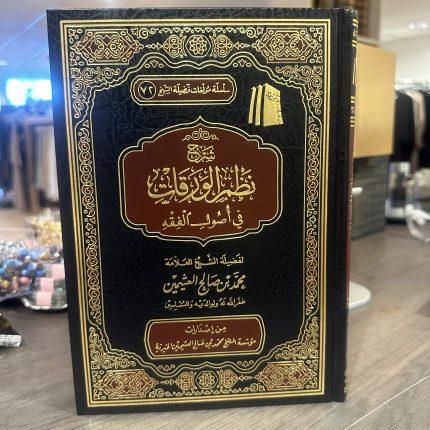 سلسلة مؤلفات فضيلة الشيخ ٧٢
شرح
نظم الورقات
في أصول الفقه
لفضيلة الشيخ العلامة
محمد بن صالح العثيمين
غفر الله له ولوالديه وللمسلمين
من إصدارات
مؤسسة الشيخ محمد بن صالح العثيمين الخيرية